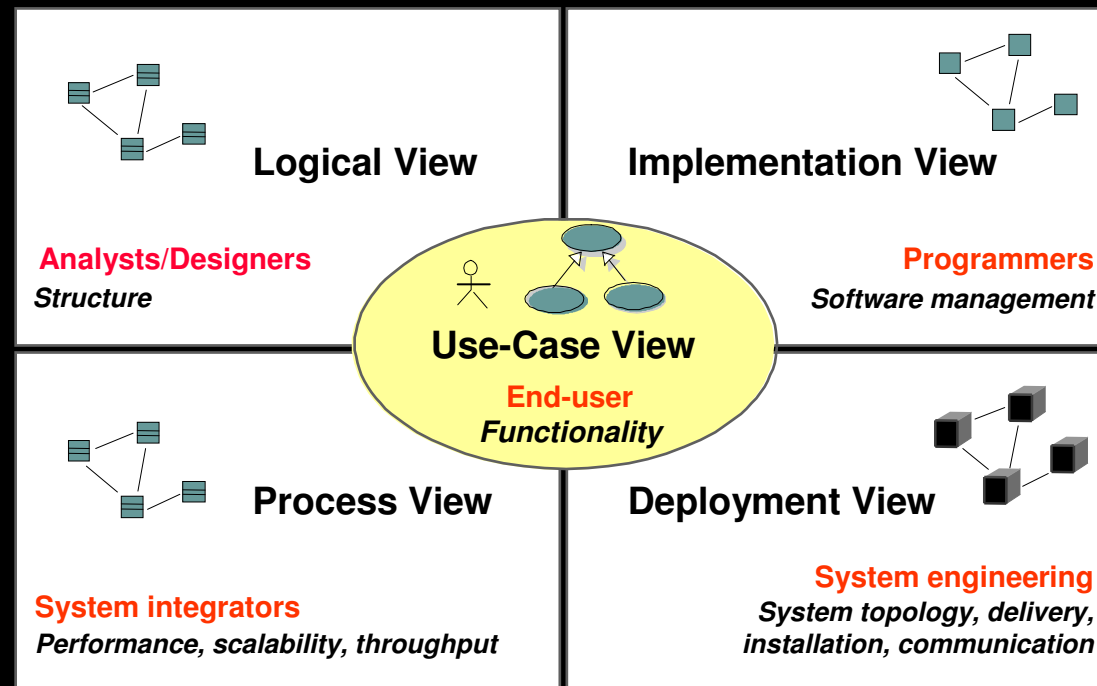 Logical View
Analysts/Designers
Structure
Implementation View
Programmers
Software management
Use-Case View
End-user
Functionality
Process View
System integrators
Performance, scalability, throughput
Deployment View
System engineering
System topology, delivery,
installation, communication